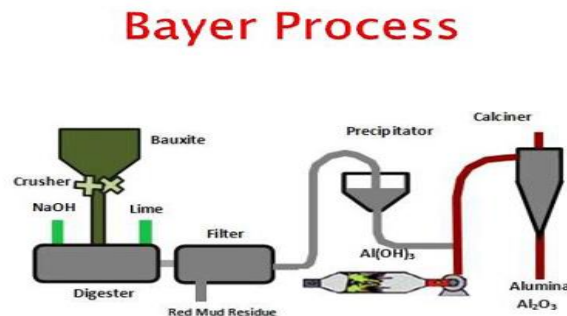 Bayer Process
Calciner
Precipitator
Bauxite
Crusher
NaOH
Lime
Filter
Al(OH)₃
Digester
Alumina
Al₂O₃
Red Mud Residue